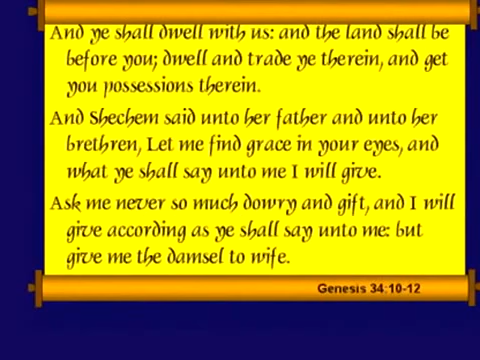 And ye shall dwell with us: and the land shall be
before you; dwell and trade ye therein, and get
you possessions therein.
And Shechem said unto her father and unto her
brethren, Let me find grace in your eyes, and
what ye shall say unto me I will give.
Ask me never so much dowry and gift, and I will
give according as ye shall say unto me: but
give me the damsel to wife.
Genesis 34:10-12